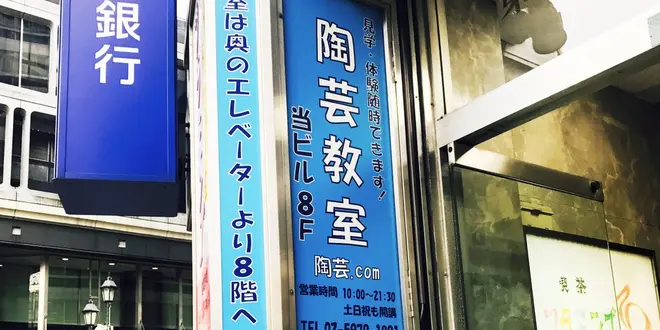 銀行
室は奥のエレベーターより8階へ
見学・体験随時できます!
陶芸教室
当ビル8F
陶芸.com
営業時間 10:00〜21:30
土日祝も開講
喫茶